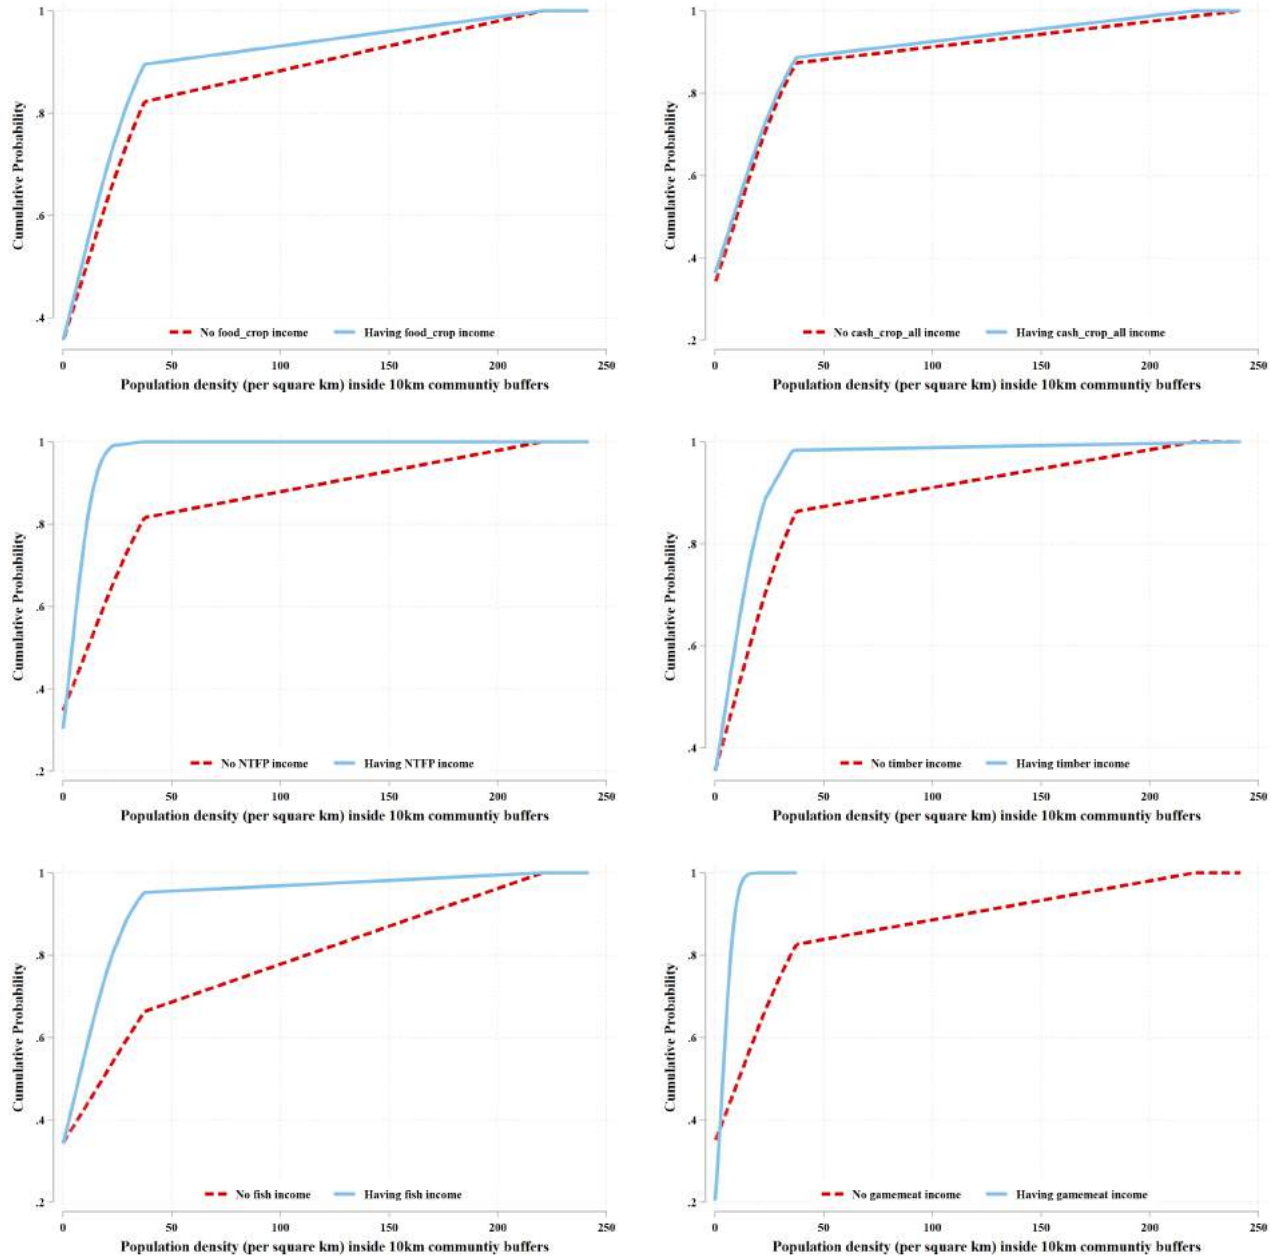 1
.8
.6
.4
Cumulative Probability
No food_crop income Having food_crop income
0 50 100 150 200 250
Population density (per square km) inside 10km communtiy buffers
1
.8
.6
.4
.2
Cumulative Probability
No cash_crop_all income Having cash_crop_all income
0 50 100 150 200 250
Population density (per square km) inside 10km communtiy buffers
1
.8
.6
.4
.2
Cumulative Probability
No NTFP income Having NTFP income
0 50 100 150 200 250
Population density (per square km) inside 10km communtiy buffers
1
.8
.6
.4
Cumulative Probability
No timber income Having timber income
0 50 100 150 200 250
Population density (per square km) inside 10km communtiy buffers
1
.8
.6
.4
.2
Cumulative Probability
No fish income Having fish income
0 50 100 150 200 250
Population density (per square km) inside 10km communtiy buffers
1
.8
.6
.4
.2
Cumulative Probability
No gamemeat income Having gamemeat income
0 50 100 150 200 250
Population density (per square km) inside 10km communtiy buffers